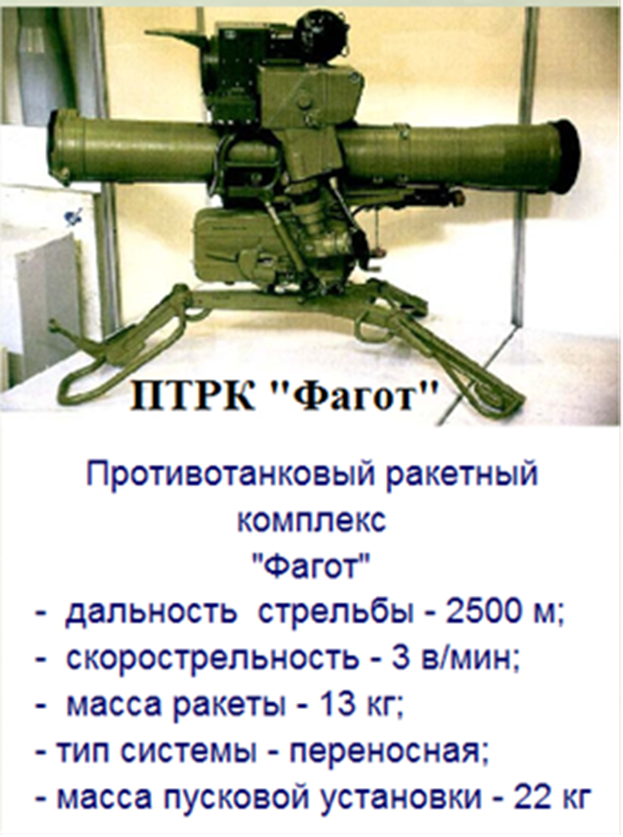 ПТРК "Фагот"
Противотанковый ракетный
комплекс
"Фагот"
- дальность стрельбы - 2500 м;
- скорострельность - 3 в/мин;
- масса ракеты - 13 кг;
- тип системы - переносная;
- масса пусковой установки - 22 кг